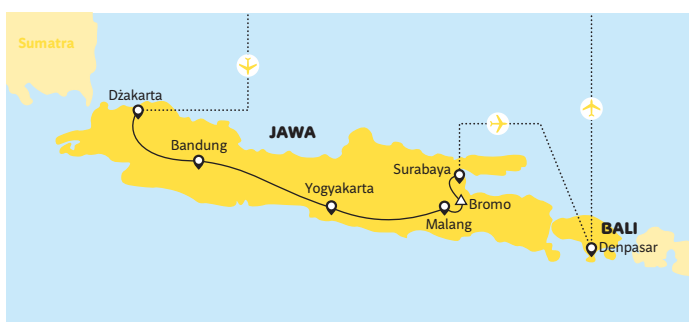 Sumatra
Dżakarta
JAWA
Bandung
Surabaya
Yogyakarta
Bromo
Malang
BALI
Denpasar